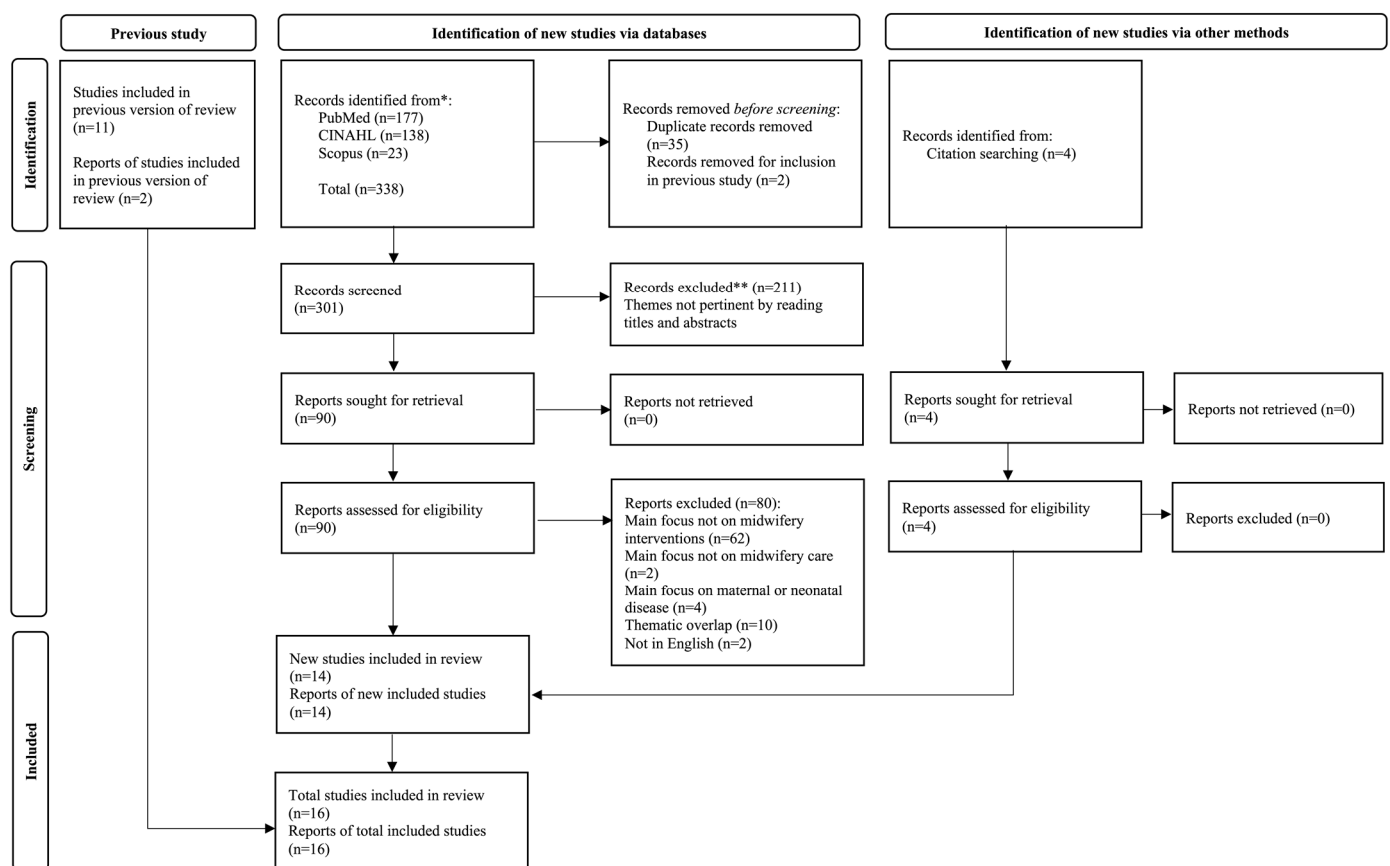 Previous study
Identification of new studies via databases
Identification of new studies via other methods
Identification
Studies included in
previous version of review
(n=11)
Reports of studies included
in previous version of
review (n=2)
Records identified from*:
PubMed (n=177)
CINAHL (n=138)
Scopus (n=23)
Total (n=338)
Records removed before screening:
Duplicate records removed
(n=35)
Records removed for inclusion
in previous study (n=2)
Records identified from:
Citation searching (n=4)
Screening
Records screened
(n=301)
Records excluded** (n=211)
Themes not pertinent by reading
titles and abstracts
Reports sought for retrieval
(n=90)
Reports not retrieved
(n=0)
Reports sought for retrieval
(n=4)
Reports not retrieved (n=0)
Reports assessed for eligibility
(n=90)
Reports excluded (n=80):
Main focus not on midwifery
interventions (n=62)
Main focus not on midwifery care
(n=2)
Main focus on maternal or neonatal
disease (n=4)
Thematic overlap (n=10)
Not in English (n=2)
Reports assessed for eligibility
(n=4)
Reports excluded (n=0)
Included
New studies included in review
(n=14)
Reports of new included studies
(n=14)
Total studies included in review
(n=16)
Reports of total included studies
(n=16)